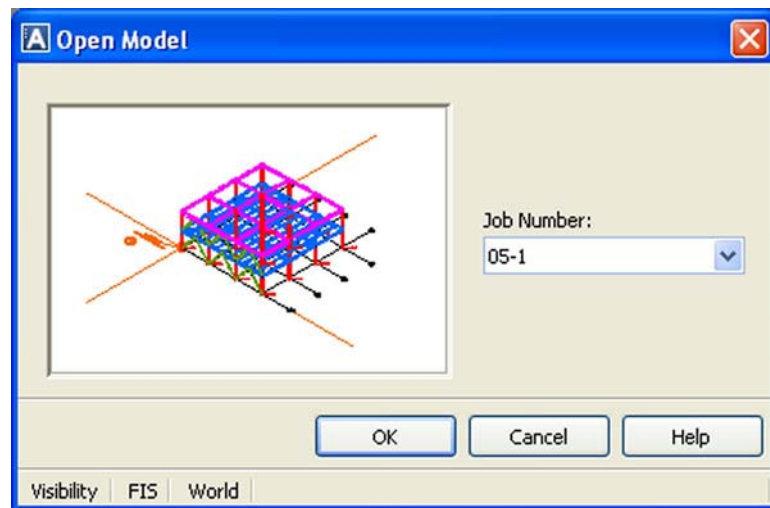 A Open Model
Job Number:
05-1
OK Cancel Help
Visibility FIS World